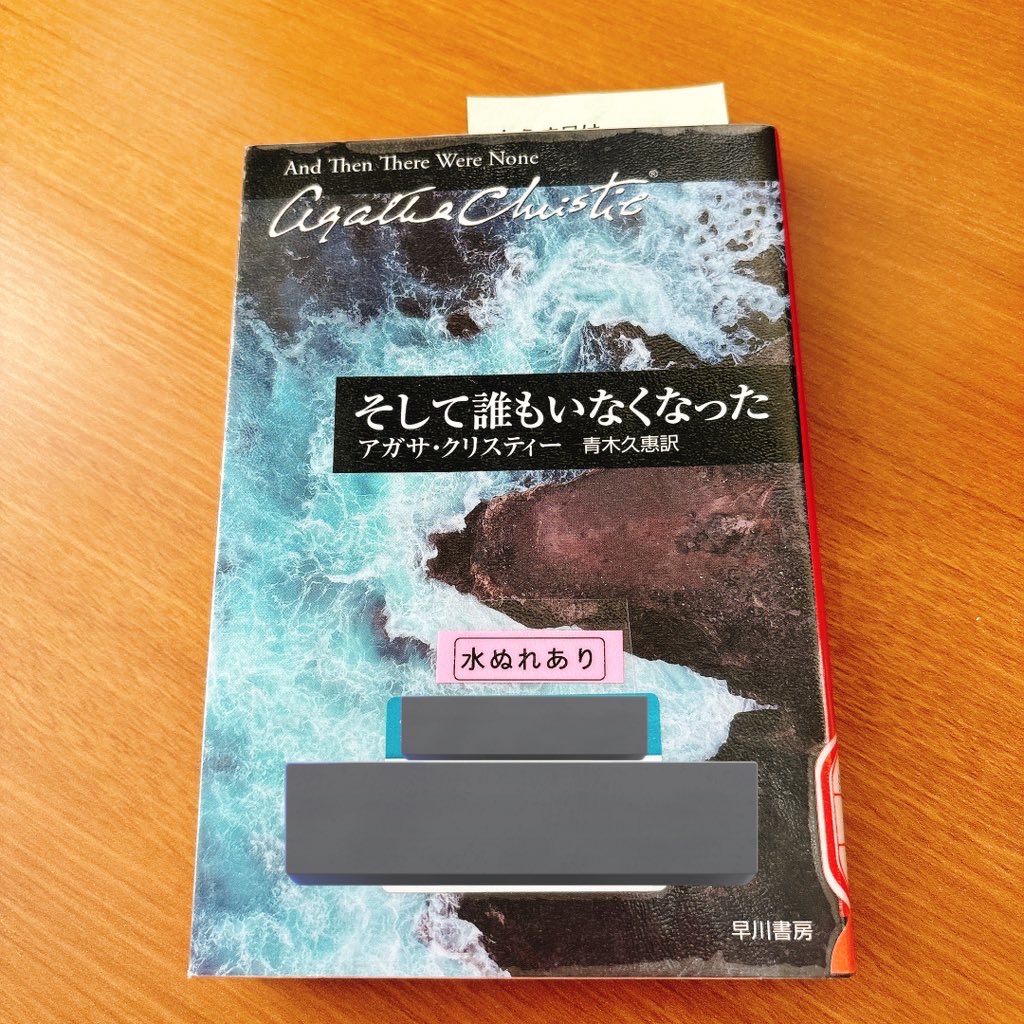 And Then There Were None
Agatha Christie®
そして誰もいなくなった
アガサ・クリスティー 青木久惠訳
水ぬれあり
早川書房